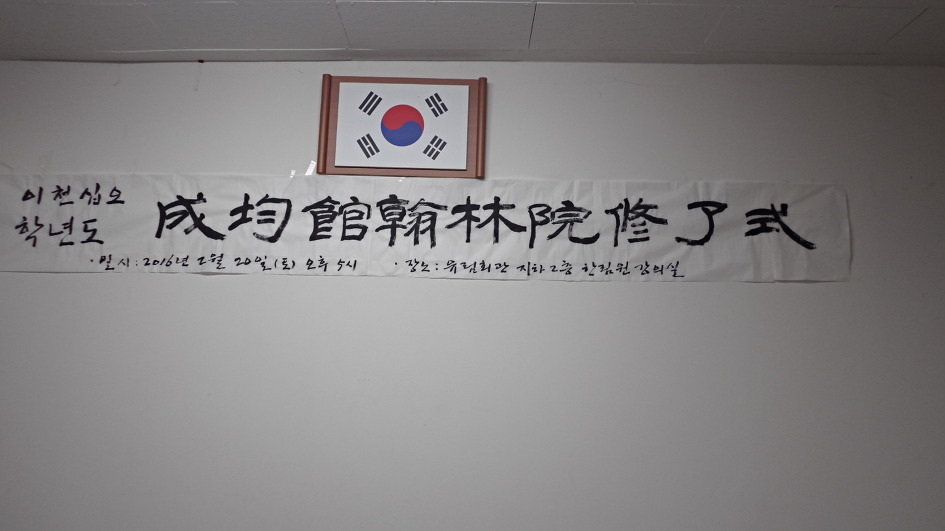 이천십오
학년도
成均館翰林院修了式
·일시:2016년 2월 20일(토) 오후 5시 ·장소:유림회관 지하2층 한림원강의실